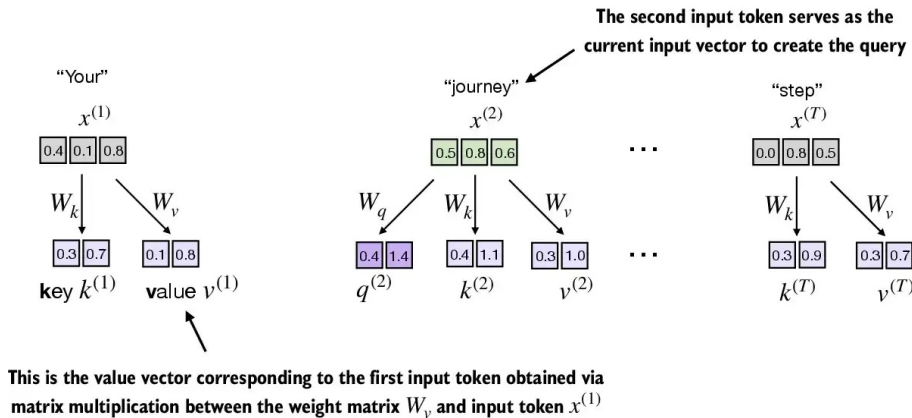 The second input token serves as the
current input vector to create the query
“Your” “journey” “step”
x⁽¹⁾ x⁽²⁾ x⁽ᵀ⁾
0.4 0.1 0.8 0.5 0.8 0.6 ... 0.0 0.8 0.5
Wₖ Wᵥ W_q Wₖ Wᵥ Wₖ Wᵥ
0.3 0.7 0.1 0.8 0.4 1.4 0.4 1.1 0.3 1.0 ... 0.3 0.9 0.3 0.7
key k⁽¹⁾ value v⁽¹⁾ q⁽²⁾ k⁽²⁾ v⁽²⁾ k⁽ᵀ⁾ v⁽ᵀ⁾
This is the value vector corresponding to the first input token obtained via
matrix multiplication between the weight matrix Wᵥ and input token x⁽¹⁾